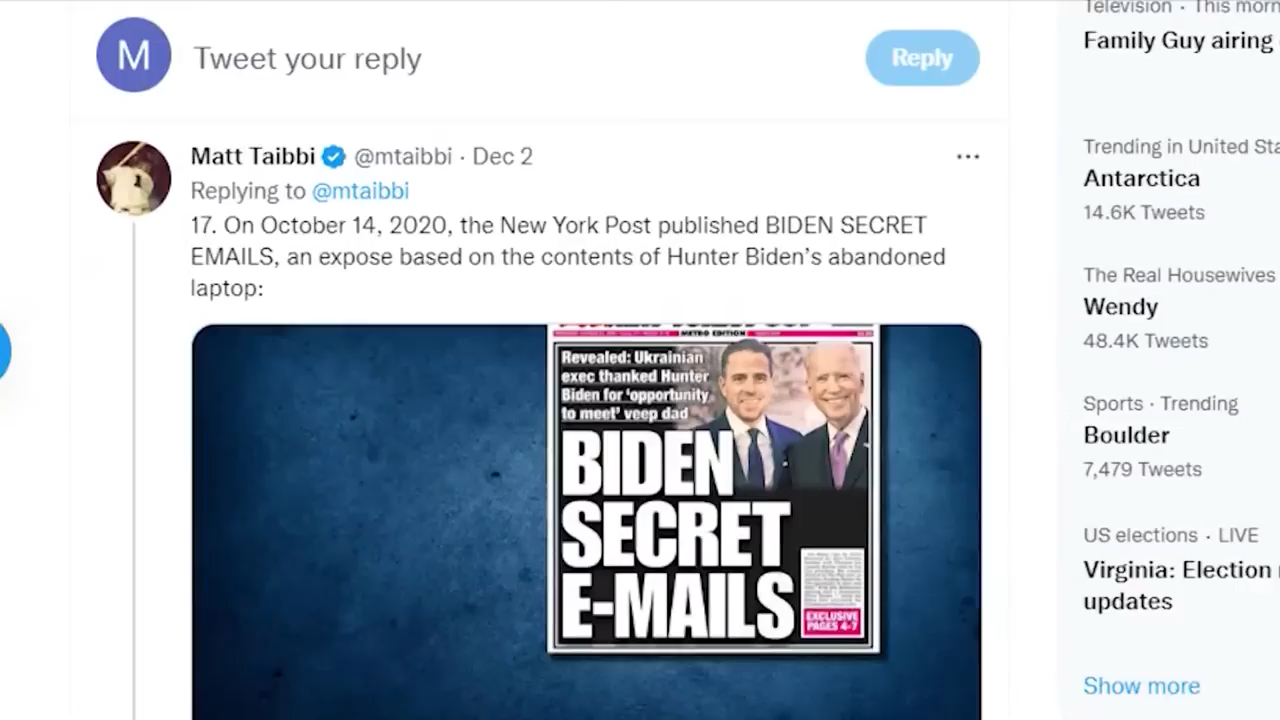 M
Tweet your reply
Reply
Matt Taibbi @mtaibbi · Dec 2
Replying to @mtaibbi
17. On October 14, 2020, the New York Post published BIDEN SECRET
EMAILS, an expose based on the contents of Hunter Biden's abandoned
laptop:
METRO EDITION
Revealed: Ukrainian
exec thanked Hunter
Biden for 'opportunity
to meet' veep dad
BIDEN
SECRET
E-MAILS
EXCLUSIVE
PAGES 4-7
Television · This morn
Family Guy airing
Trending in United Sta
Antarctica
14.6K Tweets
The Real Housewives
Wendy
48.4K Tweets
Sports · Trending
Boulder
7,479 Tweets
US elections · LIVE
Virginia: Election
updates
Show more